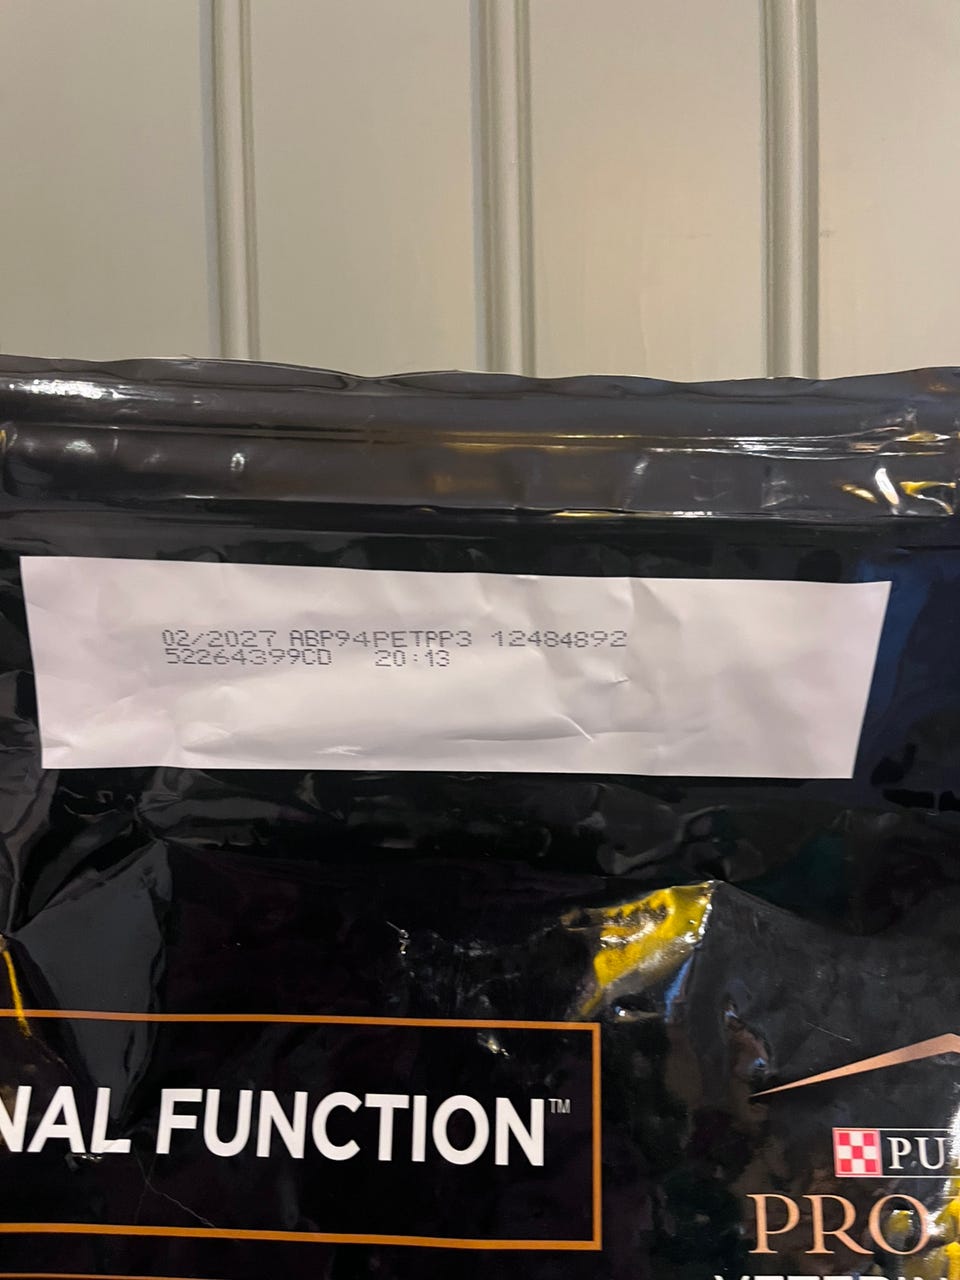 02/2027 ABP94PETPP3 12484892
52264399CD 20:13
NAL FUNCTION™
PU
PRO